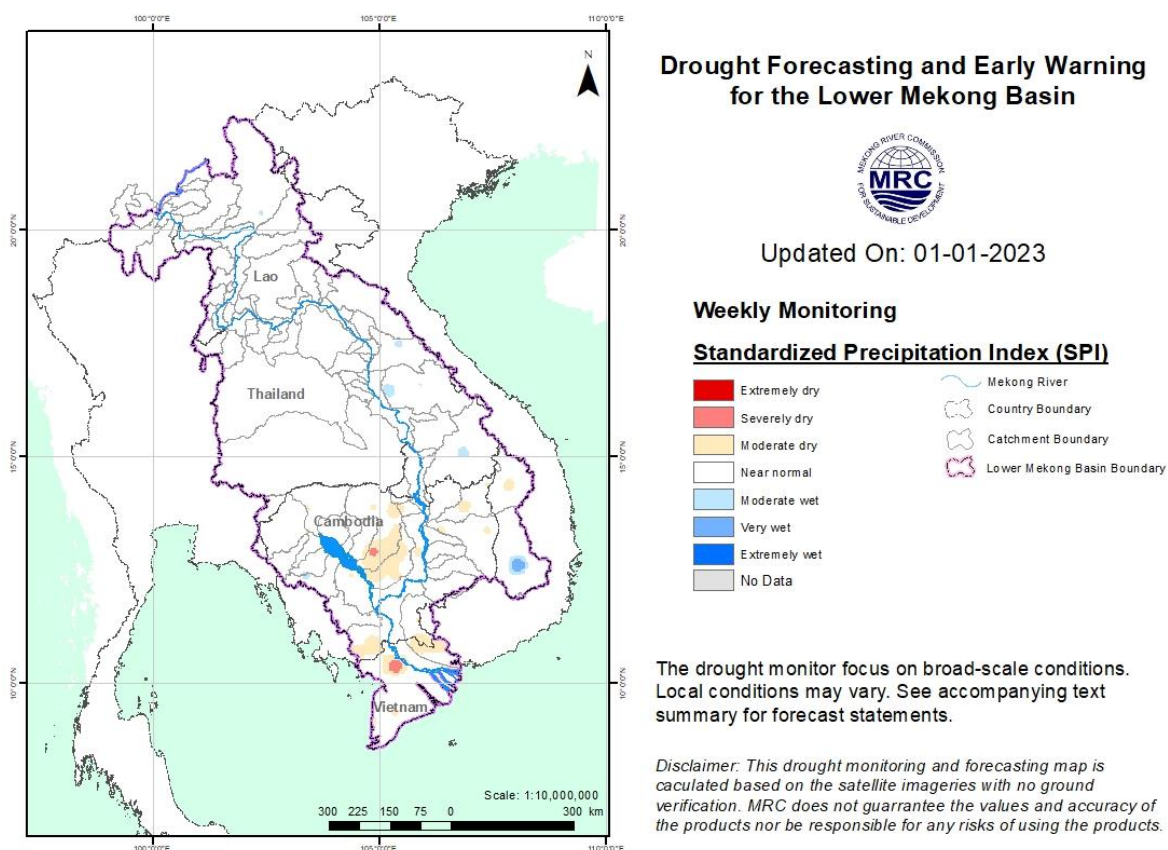 100°0'0"E 105°0'0"E 110°0'0"E
N
20°0'0"N 20°0'0"N
Lao
Thailand
15°0'0"N 15°0'0"N
Cambodla
10°0'0"N 10°0'0"N
Vietnam
Scale: 1:10,000,000
300 225 150 75 0 300 km
100°0'0"E 105°0'0"E 110°0'0"E
Drought Forecasting and Early Warning
for the Lower Mekong Basin
MEKONG RIVER COMMISSION
MRC
FOR SUSTAINABLE DEVELOPMENT
Updated On: 01-01-2023
Weekly Monitoring
Standardized Precipitation Index (SPI)
Extremely dry
Severely dry
Moderate dry
Near normal
Moderate wet
Very wet
Extremely wet
No Data
Mekong River
Country Boundary
Catchment Boundary
Lower Mekong Basin Boundary
The drought monitor focus on broad-scale conditions.
Local conditions may vary. See accompanying text
summary for forecast statements.
Disclaimer: This drought monitoring and forecasting map is
caculated based on the satellite imageries with no ground
verification. MRC does not guarrantee the values and accuracy of
the products nor be responsible for any risks of using the products.